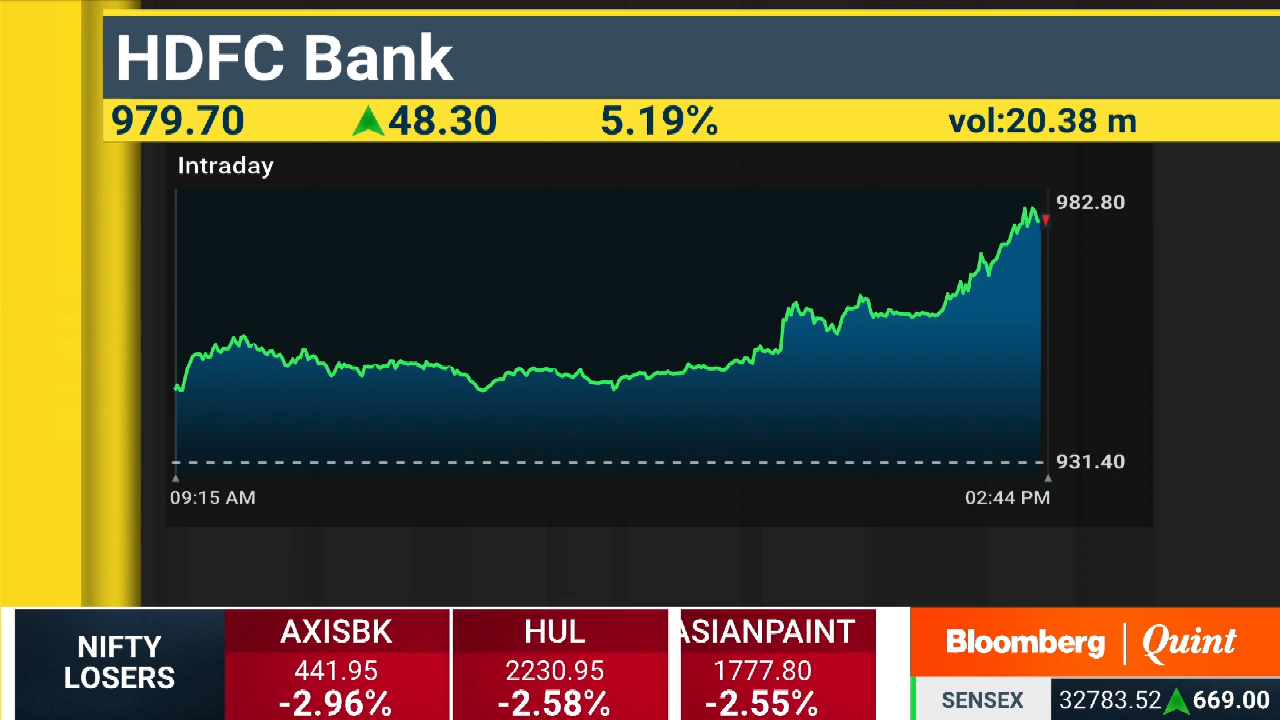 HDFC Bank
979.70 ▲48.30 5.19% vol:20.38 m
Intraday
982.80
931.40
09:15 AM 02:44 PM
NIFTY
LOSERS
AXISBK
441.95
-2.96%
HUL
2230.95
-2.58%
ASIANPAINT
1777.80
-2.55%
Bloomberg | Quint
SENSEX 32783.52 ▲669.00